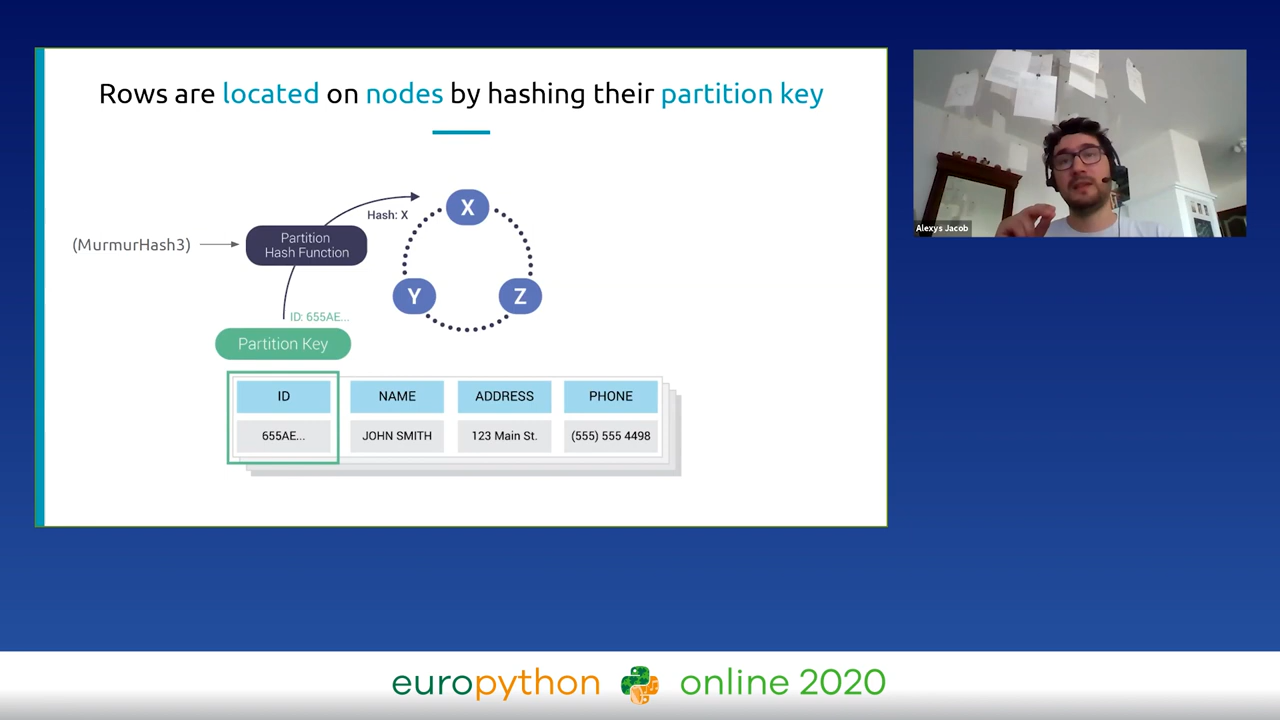 Rows are located on nodes by hashing their partition key
X
Hash: X
(MurmurHash3)
Partition
Hash Function
Y
Z
ID: 655AE...
Partition Key
ID
NAME
ADDRESS
PHONE
655AE...
JOHN SMITH
123 Main St.
(555) 555 4498
Alexys Jacob
europython online 2020